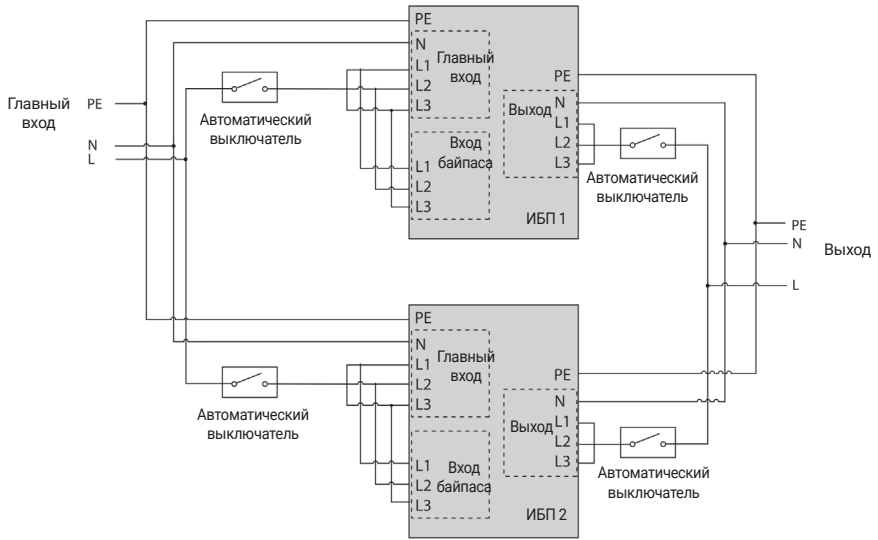 PE
N
L1
L2
L3
Главный
вход
Вход
байпаса
L1
L2
L3
PE
Выход
N
L1
L2
L3
ИБП 1
Главный
вход
PE
N
L
Автоматический
выключатель
Автоматический
выключатель
PE
N
L
Выход
PE
N
L1
L2
L3
Главный
вход
Вход
байпаса
L1
L2
L3
PE
Выход
N
L1
L2
L3
ИБП 2
Автоматический
выключатель
Автоматический
выключатель